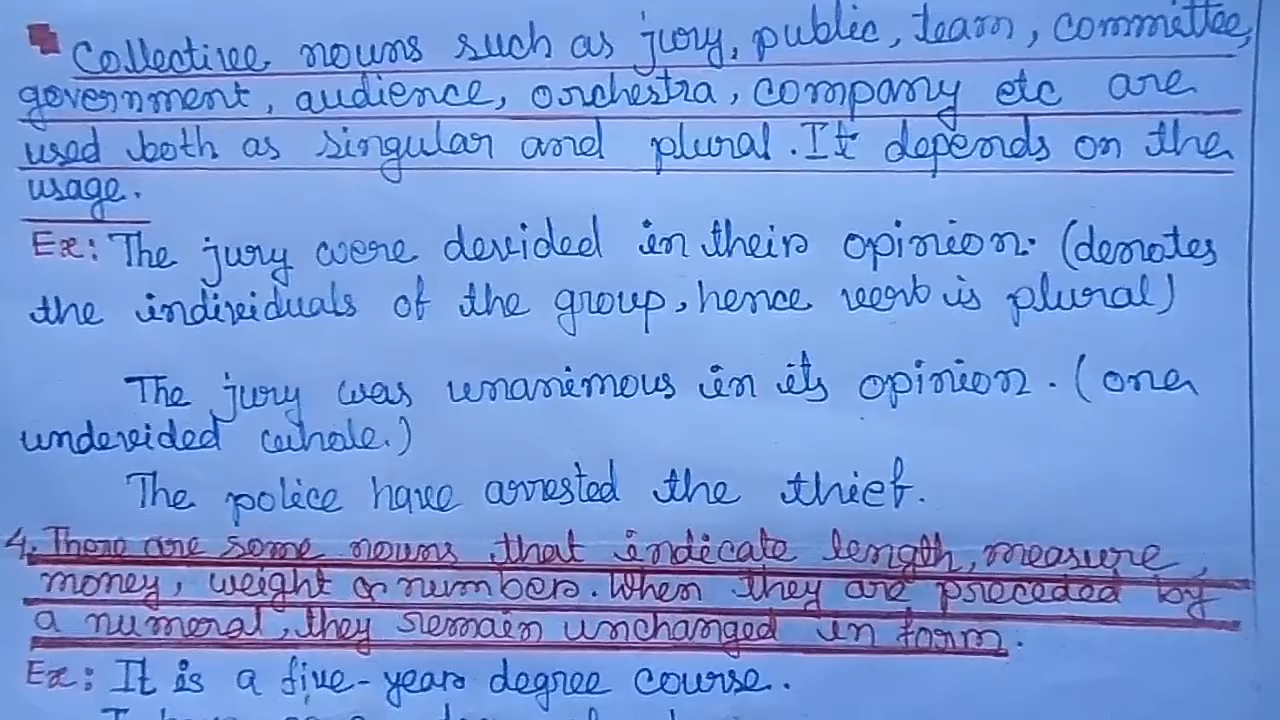 Collective nouns such as jury, public, team, committee,
government, audience, orchestra, company etc are
used both as singular and plural. It depends on the
usage.
Ex: The jury were devided in their opinion. (denotes
the individuals of the group, hence verb is plural)
The jury was unanimous in its opinion. (one
undevided whole.)
The police have arrested the thief.
4. There are some nouns that indicate length, measure,
money, weight or number. When they are preceded by
a numeral, they remain unchanged in form.
Ex: It is a five-year degree course.